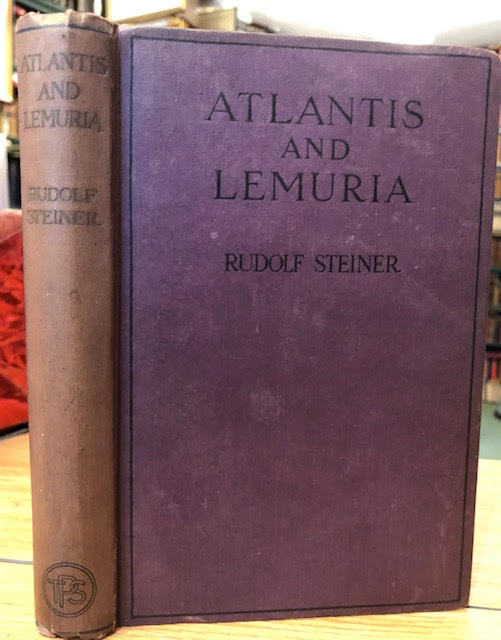 ATLANTIS
AND
LEMURIA
RUDOLF
STEINER
TPS
ATLANTIS
AND
LEMURIA
RUDOLF STEINER